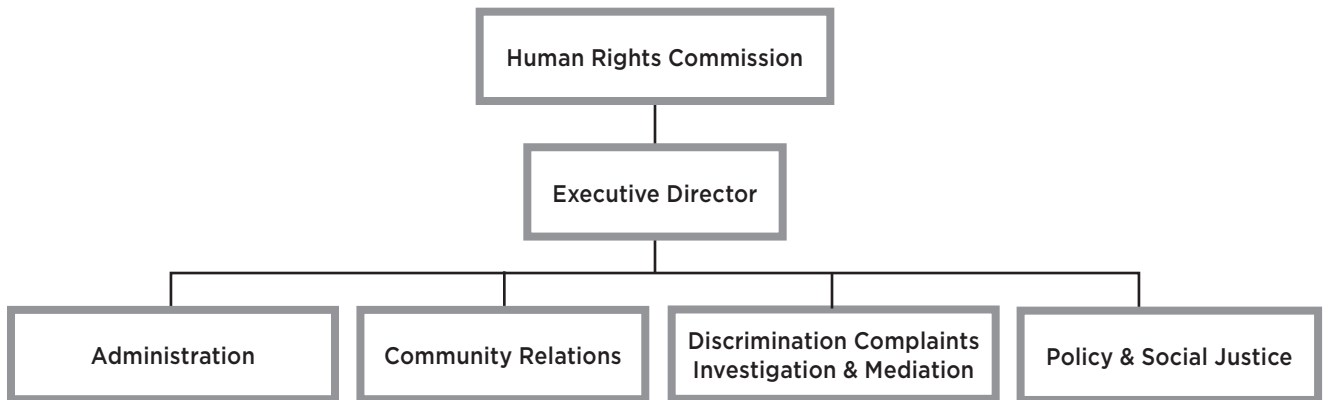 Human Rights Commission
Executive Director
Administration
Community Relations
Discrimination Complaints
Investigation & Mediation
Policy & Social Justice